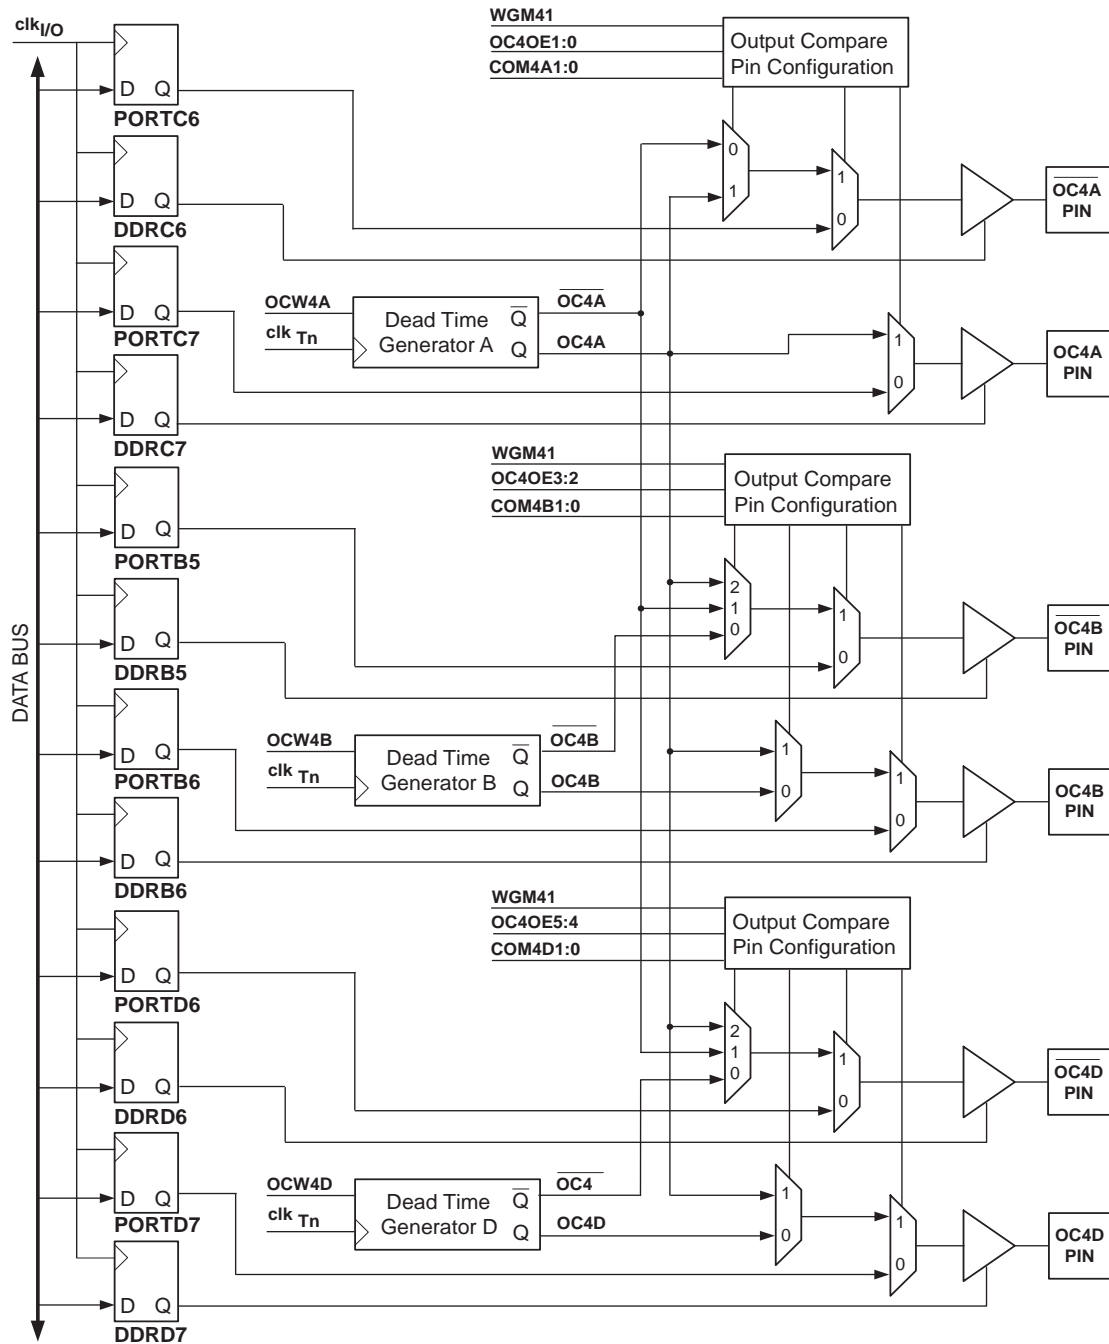 clkI/O
WGM41
OC4OE1:0
COM4A1:0
Output Compare
Pin Configuration
D Q
PORTC6
0
1
1
0
OC4A
PIN
D Q
DDRC6
D Q
PORTC7
OCW4A
clk Tn
Dead Time
Generator A
Q
Q
OC4A
OC4A
1
0
OC4A
PIN
D Q
DDRC7
WGM41
OC4OE3:2
COM4B1:0
Output Compare
Pin Configuration
D Q
PORTB5
2
1
0
1
0
OC4B
PIN
D Q
DDRB5
DATA BUS
D Q
PORTB6
OCW4B
clk Tn
Dead Time
Generator B
Q
Q
OC4B
OC4B
1
0
1
0
OC4B
PIN
D Q
DDRB6
WGM41
OC4OE5:4
COM4D1:0
Output Compare
Pin Configuration
D Q
PORTD6
2
1
0
1
0
OC4D
PIN
D Q
DDRD6
D Q
PORTD7
OCW4D
clk Tn
Dead Time
Generator D
Q
Q
OC4
OC4D
1
0
1
0
OC4D
PIN
D Q
DDRD7